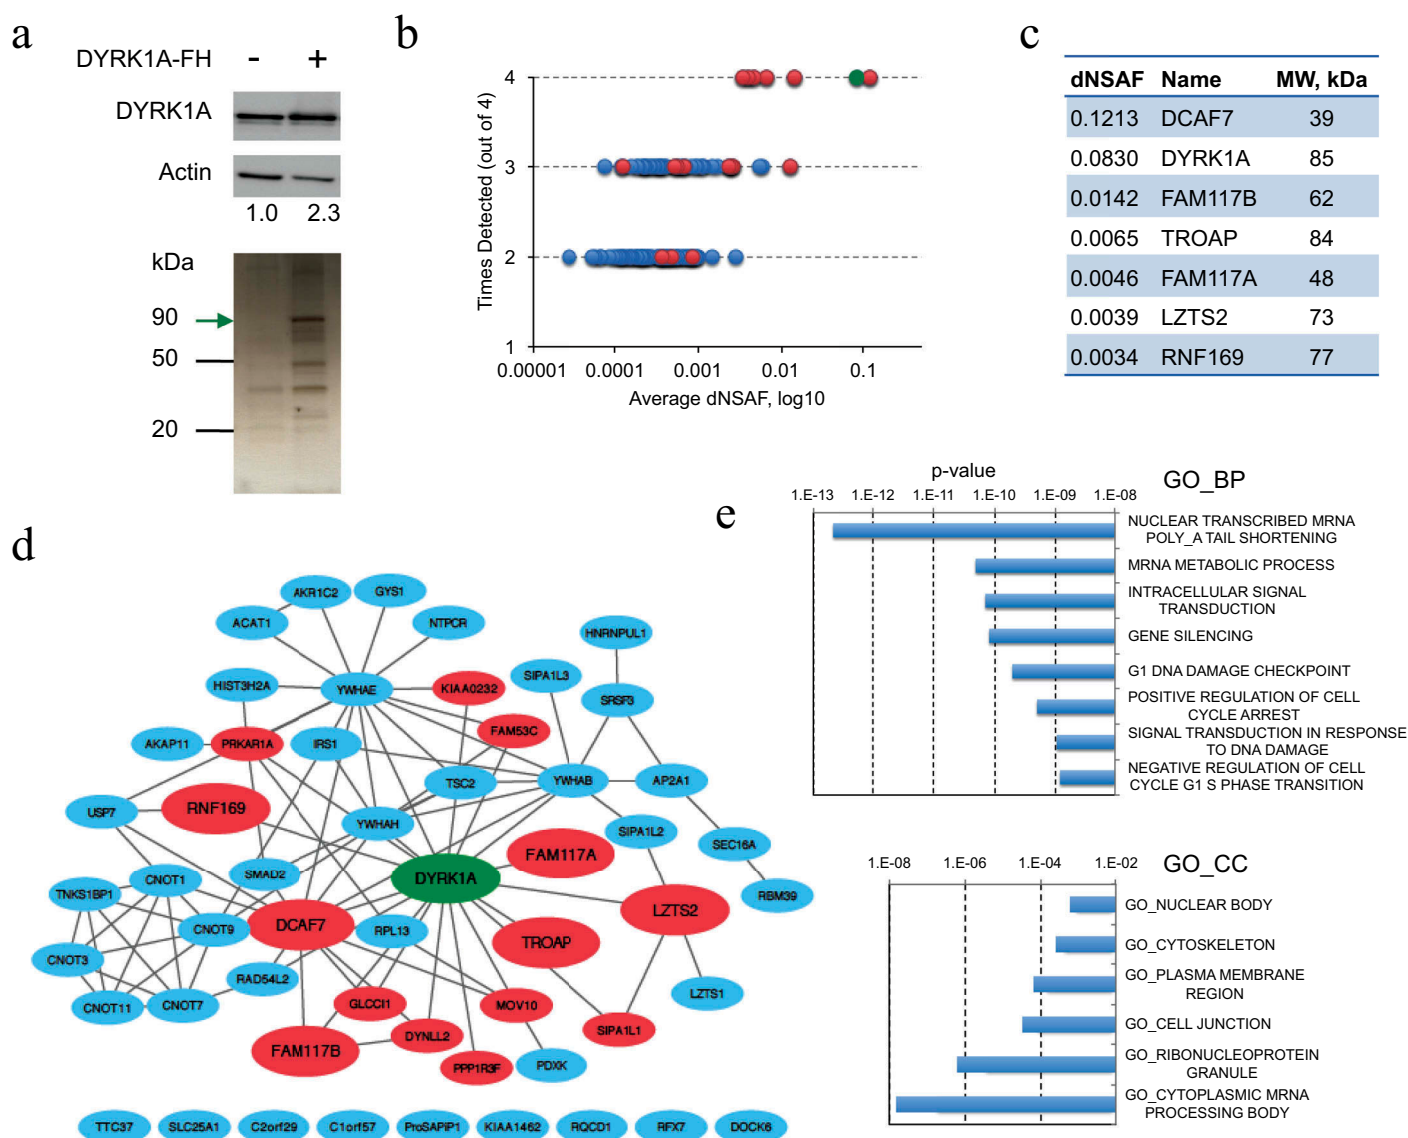 a
DYRK1A-FH - +
DYRK1A
Actin
1.0 2.3
kDa
90
50
20
b
Times Detected (out of 4)
4
3
2
1
0.00001 0.0001 0.001 0.01 0.1
Average dNSAF, log10
c
dNSAF Name MW, kDa
0.1213 DCAF7 39
0.0830 DYRK1A 85
0.0142 FAM117B 62
0.0065 TROAP 84
0.0046 FAM117A 48
0.0039 LZTS2 73
0.0034 RNF169 77
d
AKR1C2
GYS1
ACAT1
NTPCR
HNRNPUL1
HIST3H2A
YWHAE
KIAA0232
SIPA1L3
SRSF3
AKAP11
PRKAR1A
IRS1
FAM53C
TSC2
YWHAB
AP2A1
USP7
RNF169
YWHAH
SIPA1L2
SEC16A
FAM117A
CNOT1
SMAD2
DYRK1A
TNKS1BP1
RBM39
DCAF7
LZTS2
CNOT9
RPL13
TROAP
CNOT3
RAD54L2
LZTS1
CNOT11
CNOT7
GLCCI1
MOV10
SIPA1L1
DYNLL2
FAM117B
PPP1R3F
PDXK
TTC37 SLC25A1 C2orf29 C1orf57 ProSAPiP1 KIAA1462 RQCD1 RFX7 DOCK6
e
p-value
GO_BP
1.E-13 1.E-12 1.E-11 1.E-10 1.E-09 1.E-08
NUCLEAR TRANSCRIBED MRNA
POLY_A TAIL SHORTENING
MRNA METABOLIC PROCESS
INTRACELLULAR SIGNAL
TRANSDUCTION
GENE SILENCING
G1 DNA DAMAGE CHECKPOINT
POSITIVE REGULATION OF CELL
CYCLE ARREST
SIGNAL TRANSDUCTION IN RESPONSE
TO DNA DAMAGE
NEGATIVE REGULATION OF CELL
CYCLE G1 S PHASE TRANSITION
1.E-08 1.E-06 1.E-04 1.E-02
GO_CC
GO_NUCLEAR BODY
GO_CYTOSKELETON
GO_PLASMA MEMBRANE
REGION
GO_CELL JUNCTION
GO_RIBONUCLEOPROTEIN
GRANULE
GO_CYTOPLASMIC MRNA
PROCESSING BODY